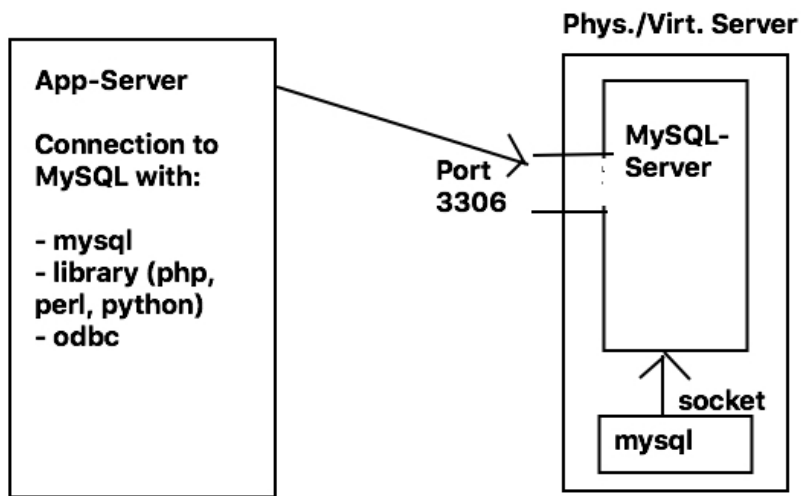 App-Server
Connection to
MySQL with:
- mysql
- library (php,
perl, python)
- odbc
Port
3306
Phys./Virt. Server
MySQL-
Server
socket
mysql